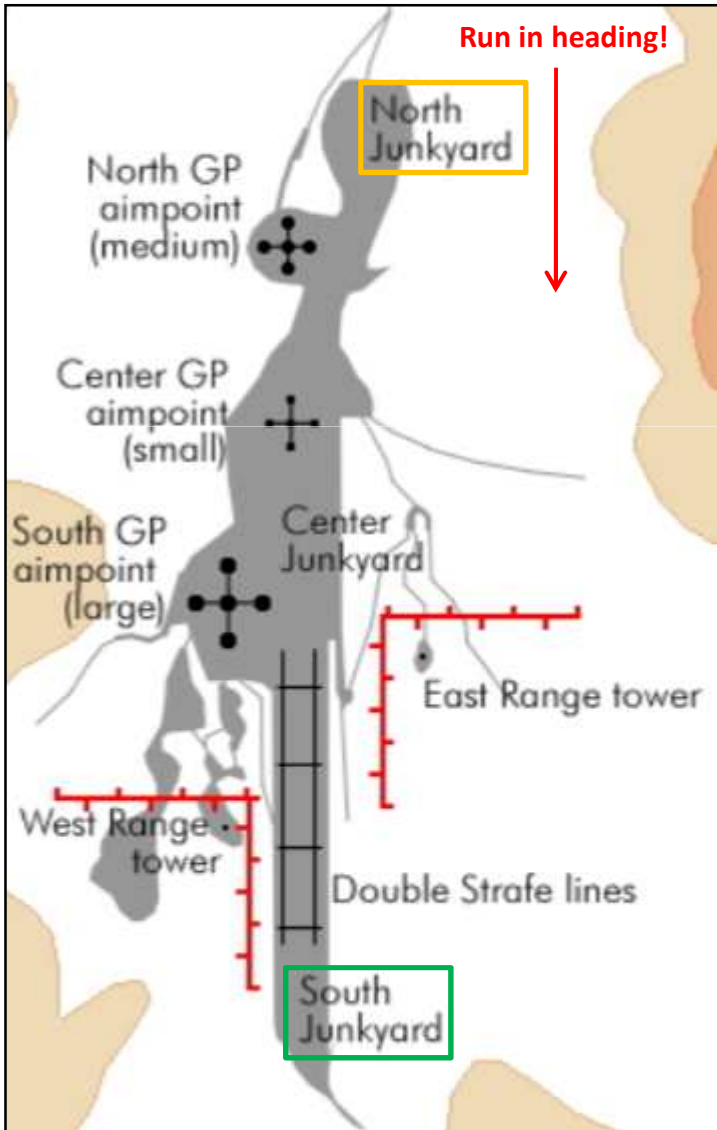 Run in heading!
North
Junkyard
North GP
aimpoint
(medium)
Center GP
aimpoint
(small)
South GP
aimpoint
(large)
Center
Junkyard
East Range tower
West Range
tower
Double Strafe lines
South
Junkyard